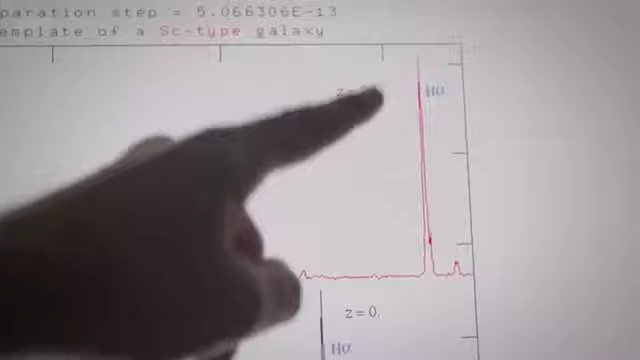 paration step = 5.066306E-13
emplate of a Sc-type galaxy
z=
Hα
z=0.
Hα